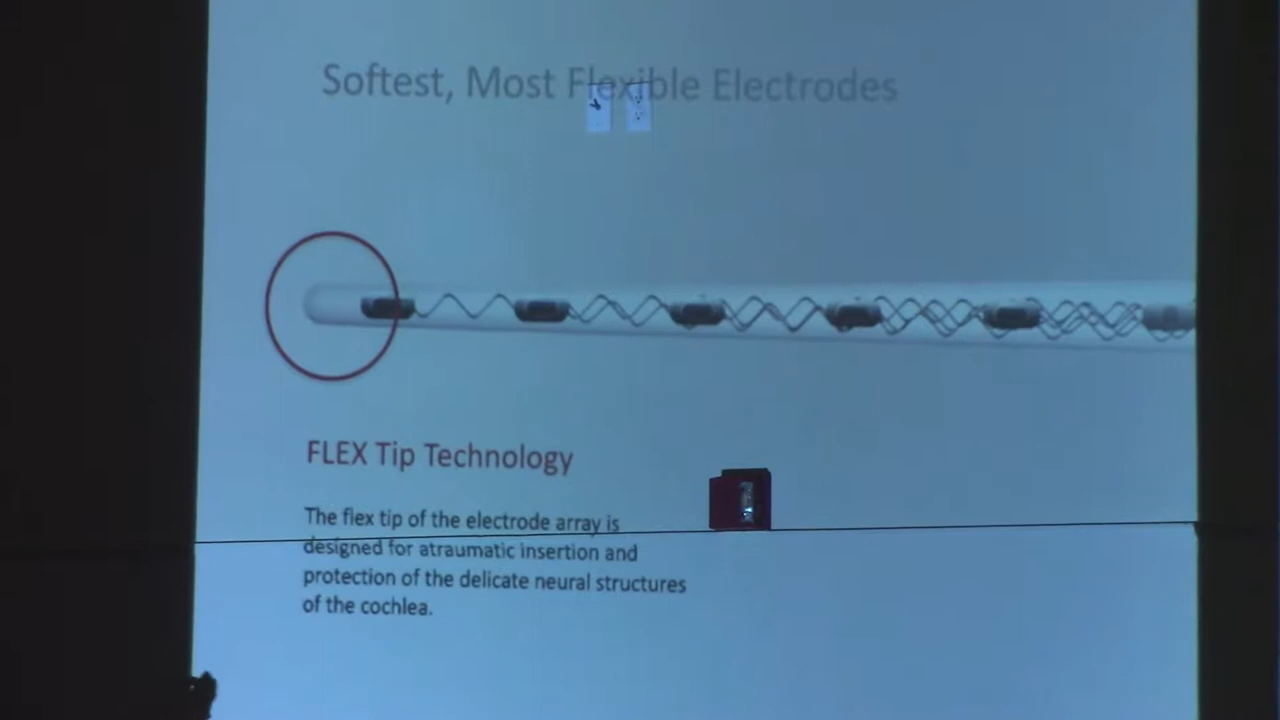 Softest, Most Flexible Electrodes
FLEX Tip Technology
The flex tip of the electrode array is
designed for atraumatic insertion and
protection of the delicate neural structures
of the cochlea.